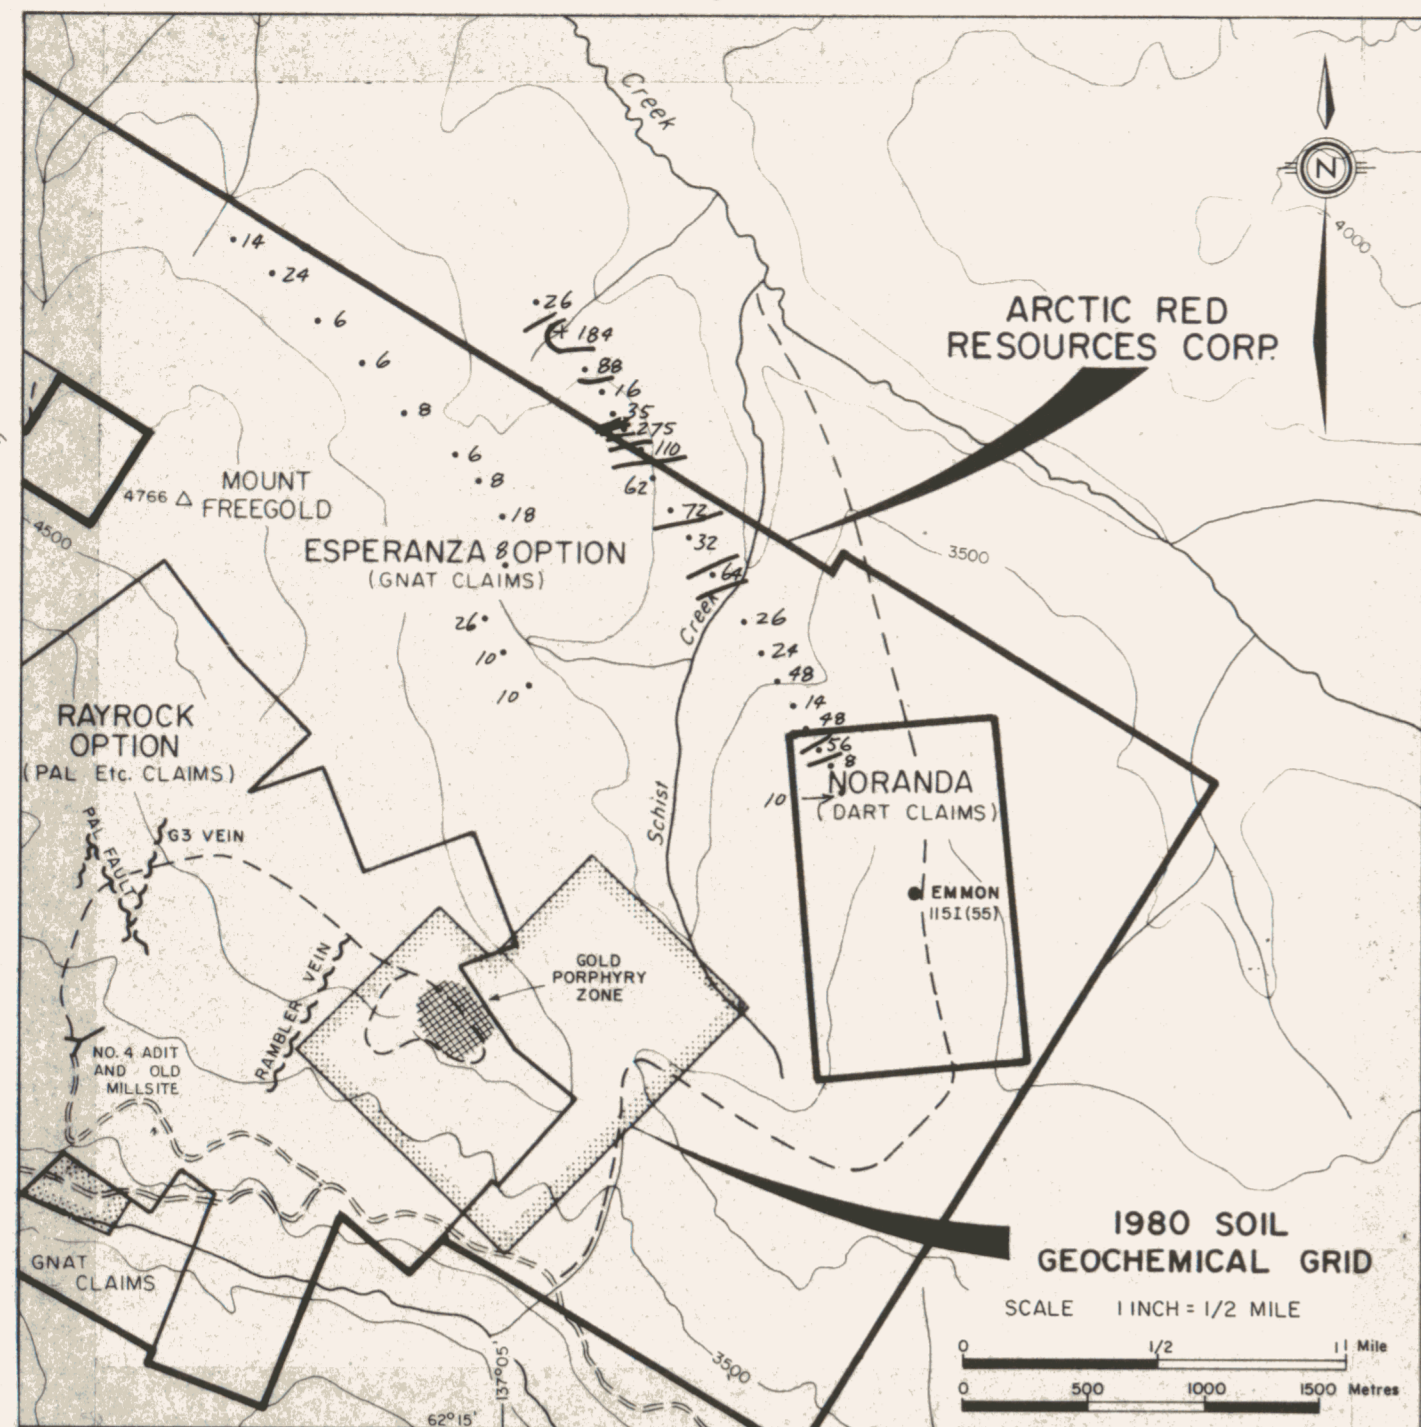 Creek
N
4000
ARCTIC RED
RESOURCES CORP.
14
24
6
6
8
6
8
18
8
26
10
10
26
184
88
16
35
275
110
62
72
32
64
26
24
48
14
48
56
8
10
MOUNT
FREEGOLD
4766
4500
ESPERANZA OPTION
(GNAT CLAIMS)
3500
Creek
Schist
RAYROCK
OPTION
(PAL Etc. CLAIMS)
NORANDA
(DART CLAIMS)
PAL FAULT
G3 VEIN
EMMON
115I(55)
RAMBLER VEIN
GOLD
PORPHYRY
ZONE
NO. 4 ADIT
AND OLD
MILLSITE
GNAT
CLAIMS
1980 SOIL
GEOCHEMICAL GRID
SCALE 1 INCH = 1/2 MILE
0 1/2 1 Mile
0 500 1000 1500 Metres
3500
137°05'
62°15'